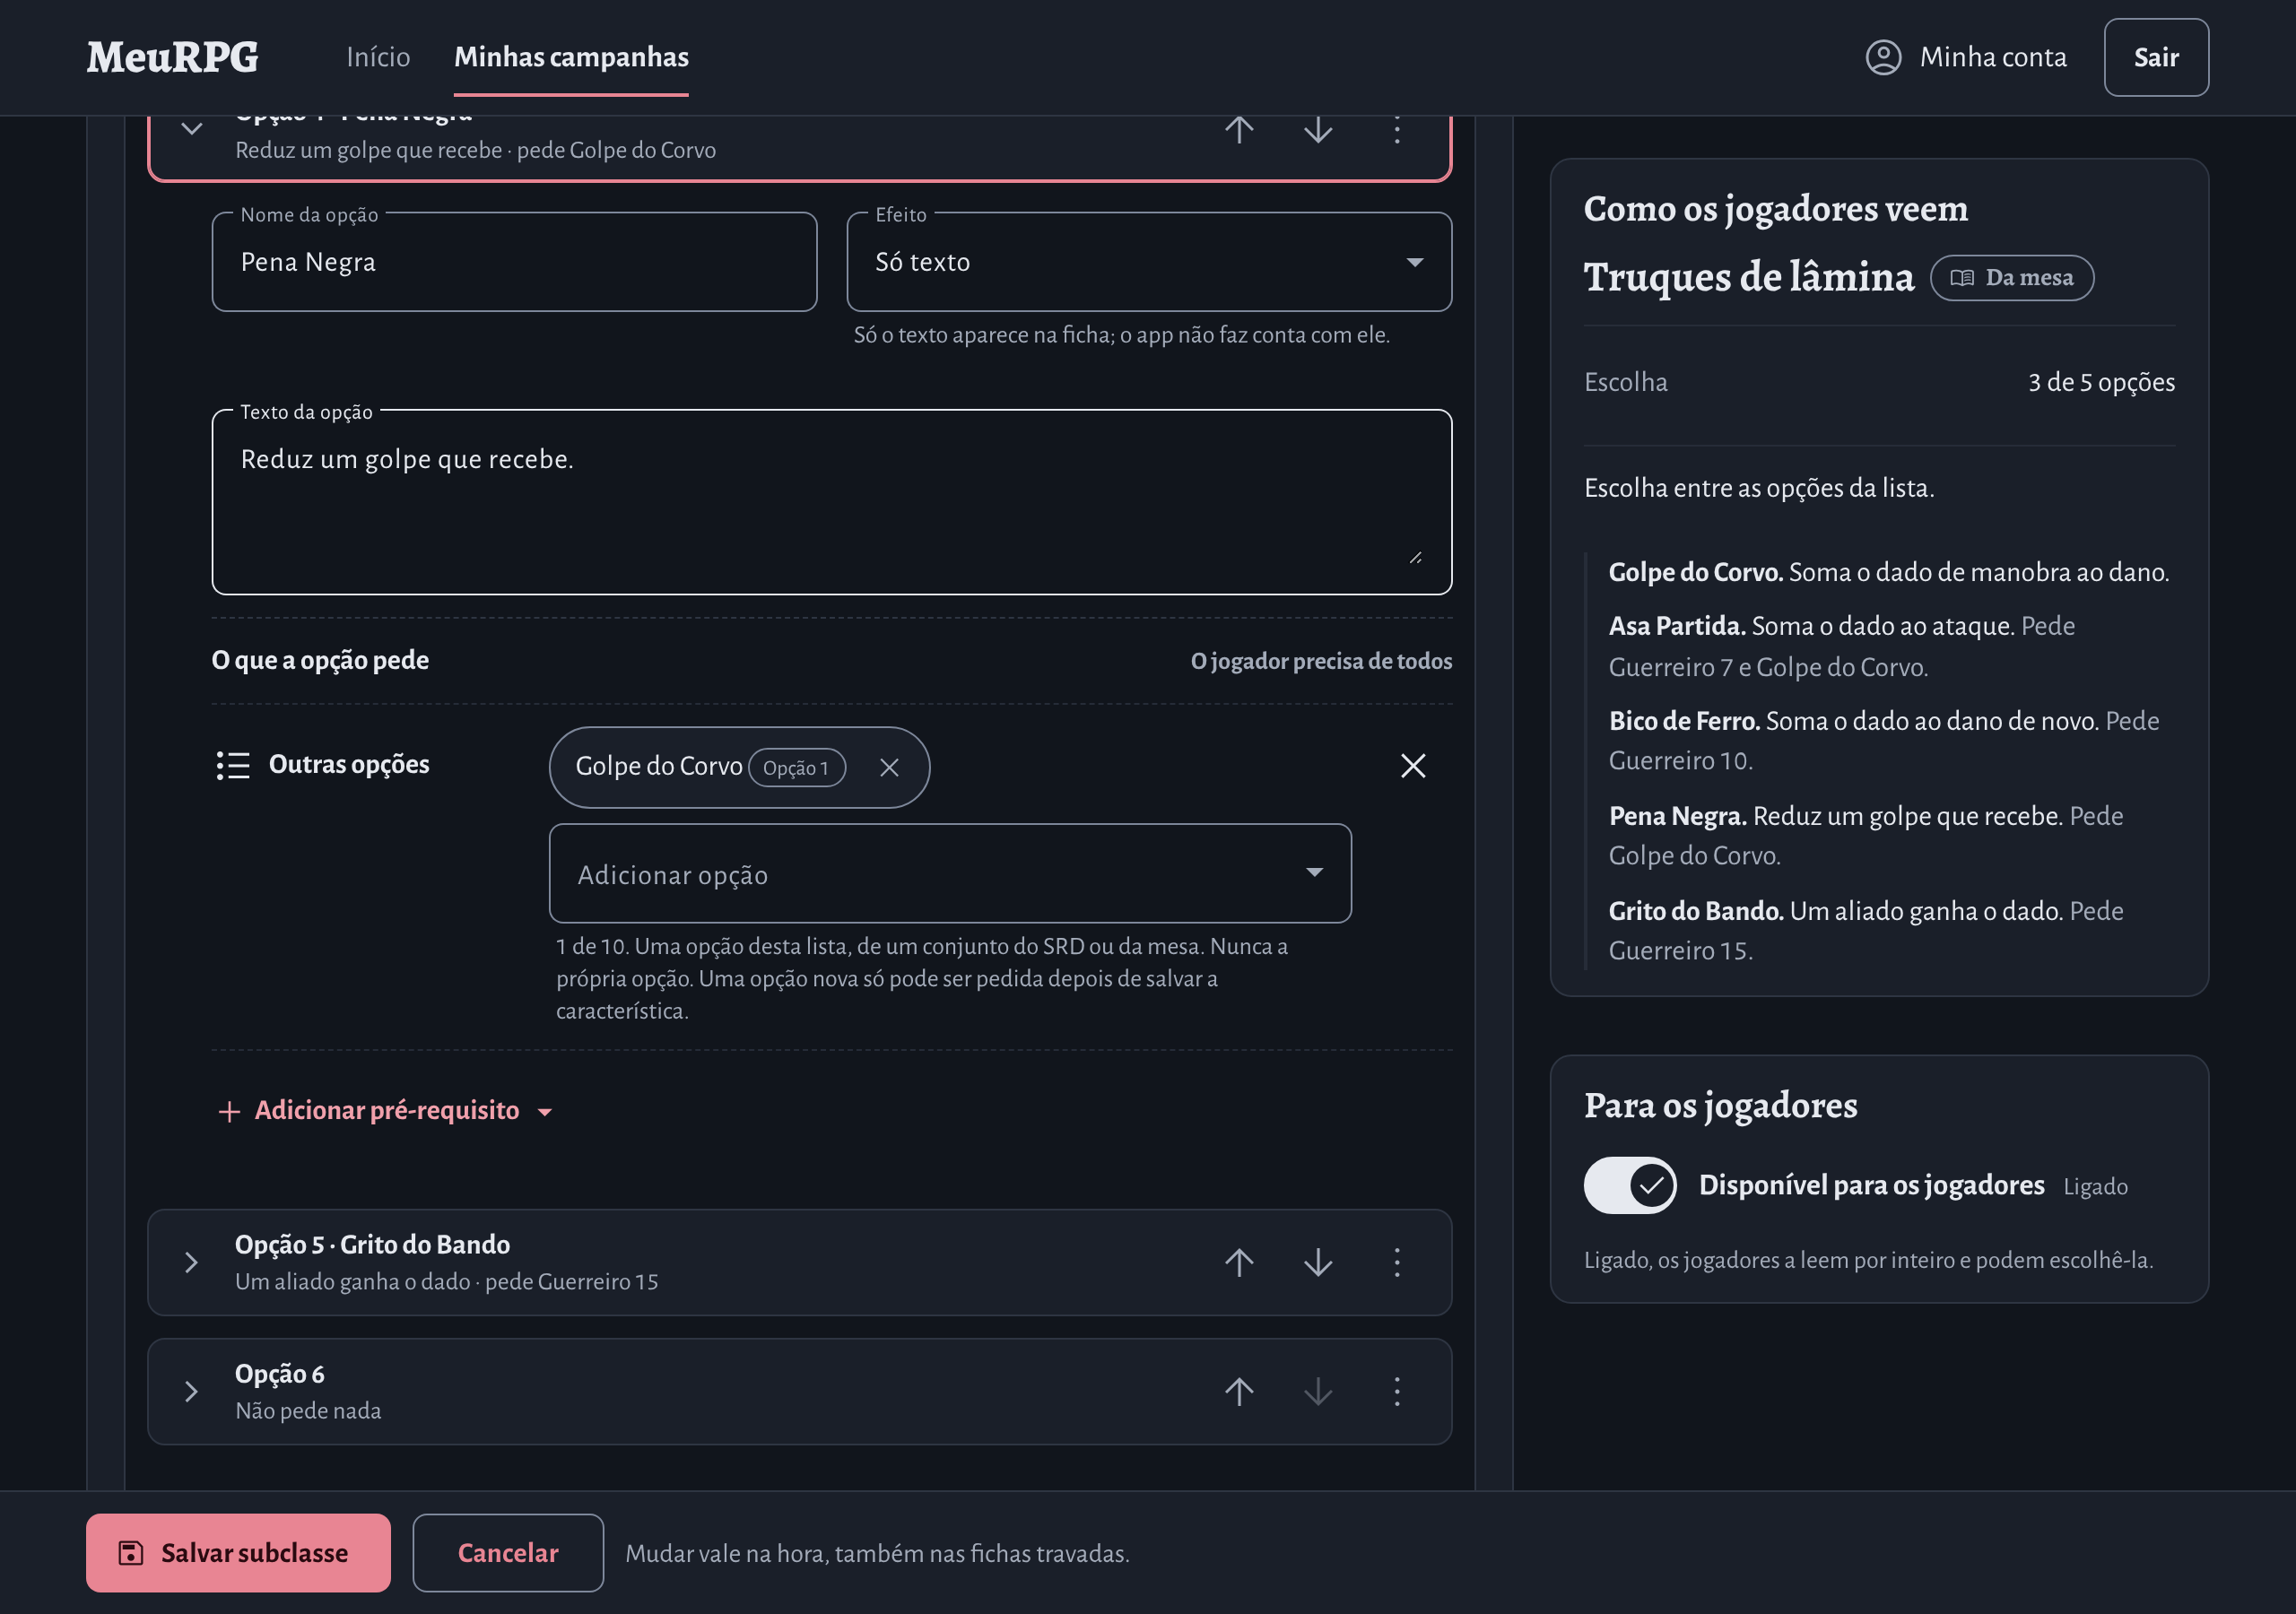 MeuRPG
Início
Minhas campanhas
Minha conta
Sair
Opção 4 · Pena Negra
Reduz um golpe que recebe · pede Golpe do Corvo
Nome da opção
Pena Negra
Efeito
Só texto
Só o texto aparece na ficha; o app não faz conta com ele.
Texto da opção
Reduz um golpe que recebe.
O que a opção pede
O jogador precisa de todos
Outras opções
Golpe do Corvo
Opção 1
Adicionar opção
1 de 10. Uma opção desta lista, de um conjunto do SRD ou da mesa. Nunca a
própria opção. Uma opção nova só pode ser pedida depois de salvar a
característica.
Adicionar pré-requisito
Opção 5 · Grito do Bando
Um aliado ganha o dado · pede Guerreiro 15
Opção 6
Não pede nada
Como os jogadores veem
Truques de lâmina
Da mesa
Escolha
3 de 5 opções
Escolha entre as opções da lista.
Golpe do Corvo. Soma o dado de manobra ao dano.
Asa Partida. Soma o dado ao ataque. Pede
Guerreiro 7 e Golpe do Corvo.
Bico de Ferro. Soma o dado ao dano de novo. Pede
Guerreiro 10.
Pena Negra. Reduz um golpe que recebe. Pede
Golpe do Corvo.
Grito do Bando. Um aliado ganha o dado. Pede
Guerreiro 15.
Para os jogadores
Disponível para os jogadores
Ligado
Ligado, os jogadores a leem por inteiro e podem escolhê-la.
Salvar subclasse
Cancelar
Mudar vale na hora, também nas fichas travadas.